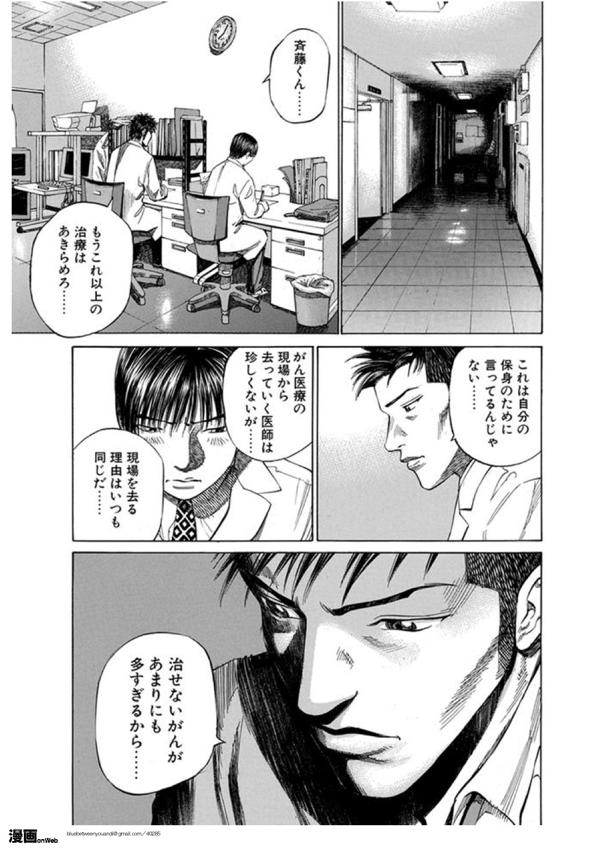 斉藤くん……
もうこれ以上の
治療は
あきらめろ……
これは自分の
保身のために
言ってるんじゃ
ない……
がん医療の
現場から
去っていく医師は
珍しくないが……
現場を去る
理由はいつも
同じだ……
治せないがんが
あまりにも
多すぎるから……
漫画onWeb
bluebetweenyouandi@gmail.com/40285